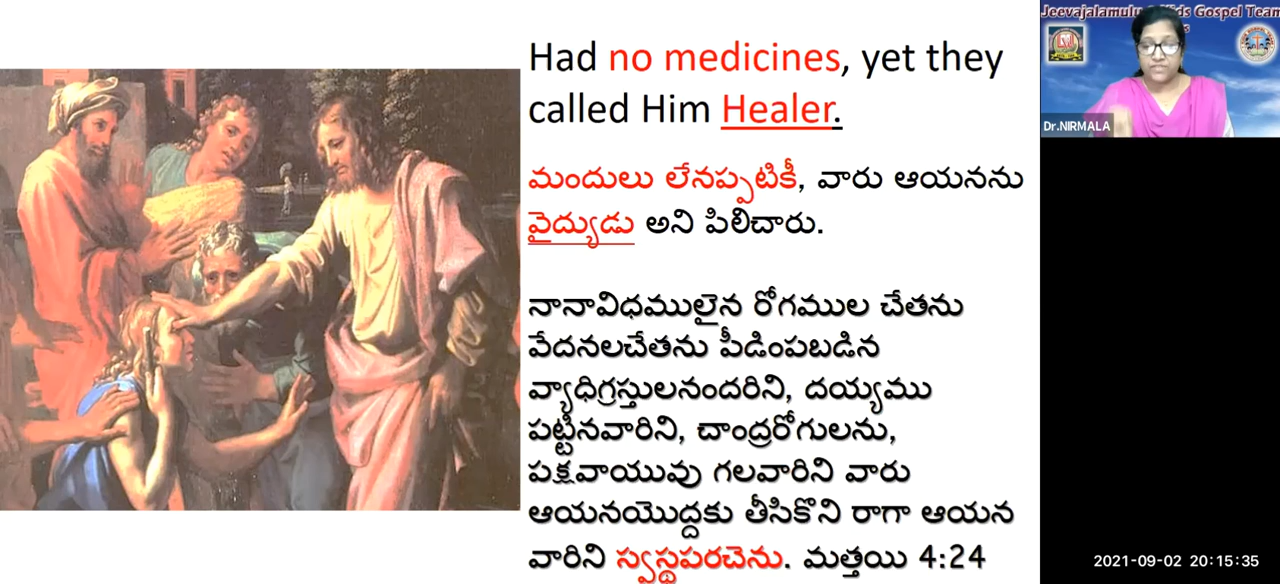 Had no medicines, yet they
called Him Healer.
మందులు లేనప్పటికీ, వారు ఆయనను
వైద్యుడు అని పిలిచారు.
నానావిధములైన రోగముల చేతను
వేదనలచేతను పీడింపబడిన
వ్యాధిగ్రస్తులనందరిని, దయ్యము
పట్టినవారిని, చాంద్రరోగులను,
పక్షవాయువు గలవారిని వారు
ఆయనయొద్దకు తీసికొని రాగా ఆయన
వారిని స్వస్థపరచెను. మత్తయి 4:24
Jeevajalamulu Kids Gospel Team
Dr.NIRMALA
2021-09-02 20:15:35